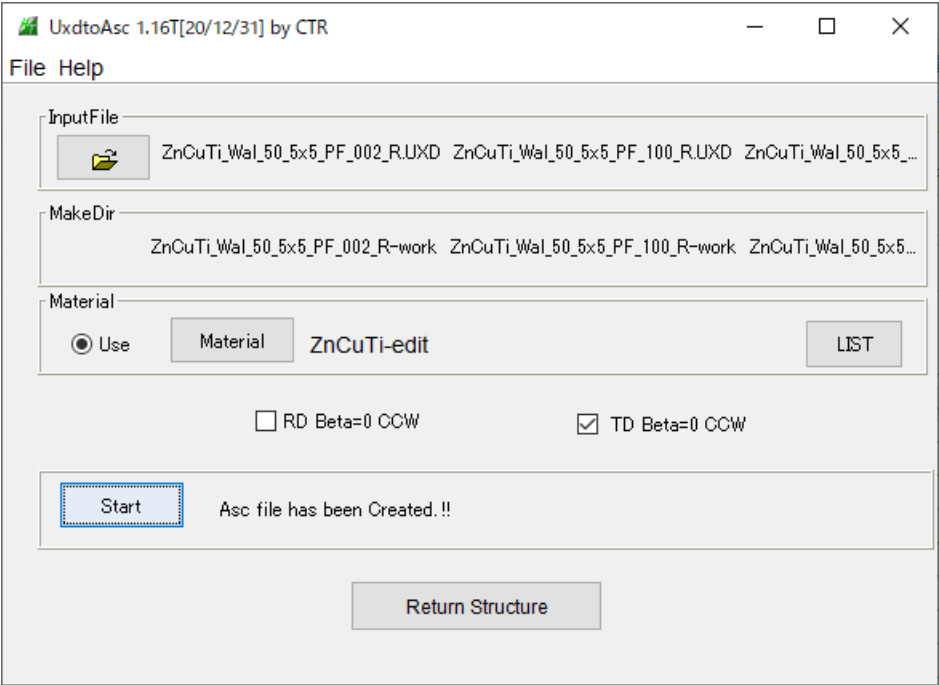 UxdtoAsc 1.16T[20/12/31] by CTR
File Help
InputFile
ZnCuTi_Wal_50_5x5_PF_002_R.UXD ZnCuTi_Wal_50_5x5_PF_100_R.UXD ZnCuTi_Wal_50_5x5_...
MakeDir
ZnCuTi_Wal_50_5x5_PF_002_R-work ZnCuTi_Wal_50_5x5_PF_100_R-work ZnCuTi_Wal_50_5x5...
Material
Use Material ZnCuTi-edit LIST
RD Beta=0 CCW TD Beta=0 CCW
Start Asc file has been Created.!!
Return Structure